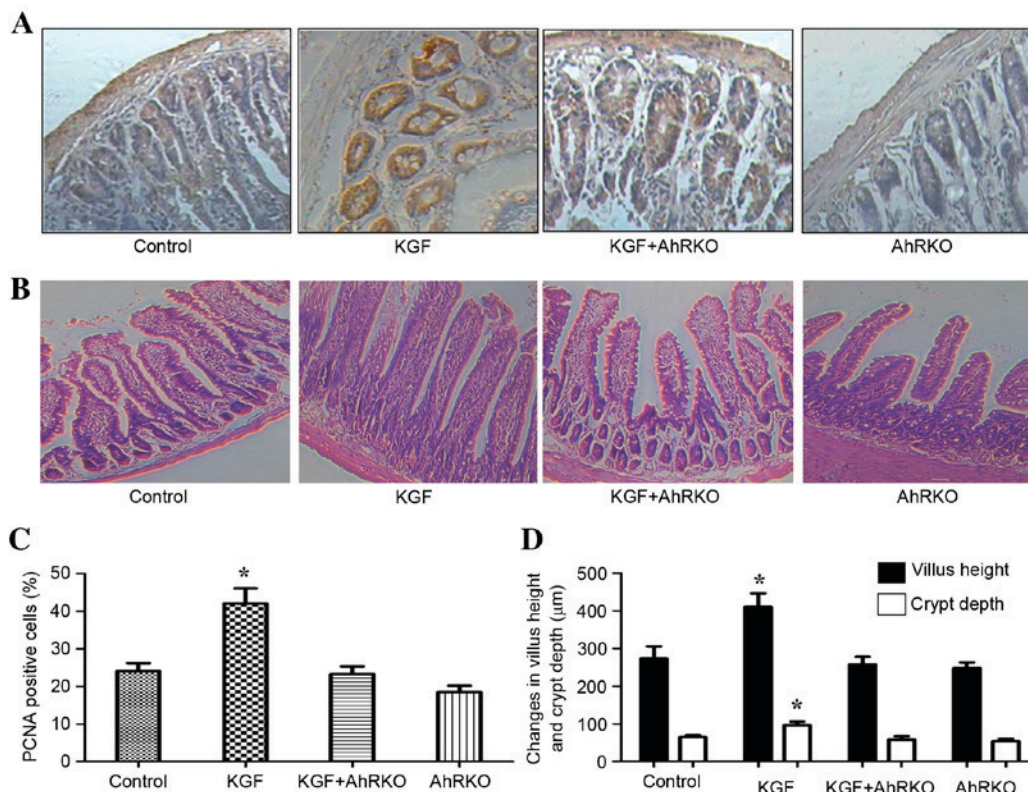 A
Control
KGF
KGF+AhRKO
AhRKO
B
Control
KGF
KGF+AhRKO
AhRKO
C
PCNA positive cells (%)
50
40
30
20
10
0
*
Control
KGF
KGF+AhRKO
AhRKO
D
Changes in villus height
and crypt depth (µm)
500
400
300
200
100
0
*
*
Villus height
Crypt depth
Control
KGF
KGF+AhRKO
AhRKO